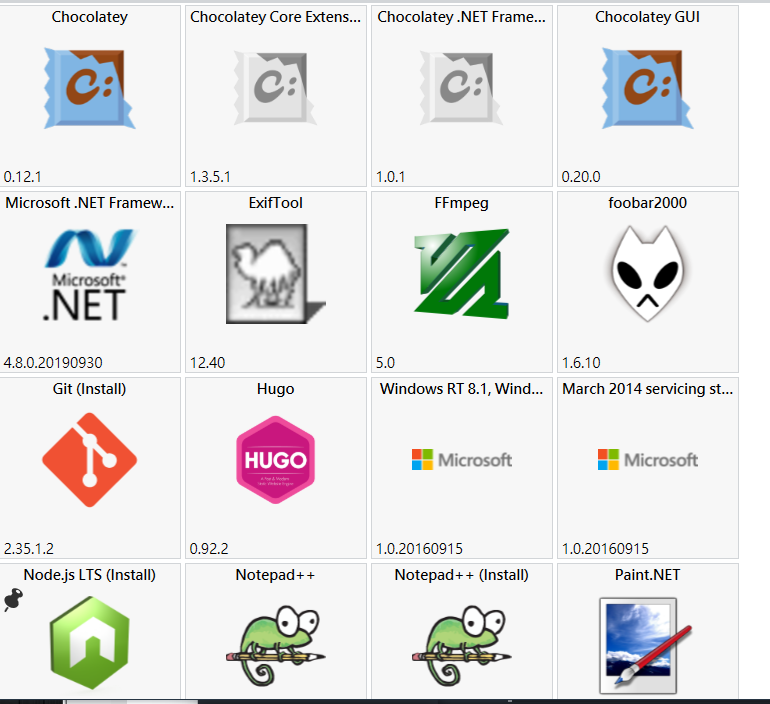 Chocolatey
Chocolatey Core Extens...
Chocolatey .NET Frame...
Chocolatey GUI
C:
C:
C:
C:
0.12.1
1.3.5.1
1.0.1
0.20.0
Microsoft .NET Framew...
ExifTool
FFmpeg
foobar2000
Microsoft®
.NET
4.8.0.20190930
12.40
5.0
1.6.10
Git (Install)
Hugo
Windows RT 8.1, Wind...
March 2014 servicing st...
HUGO
Microsoft
Microsoft
2.35.1.2
0.92.2
1.0.20160915
1.0.20160915
Node.js LTS (Install)
Notepad++
Notepad++ (Install)
Paint.NET